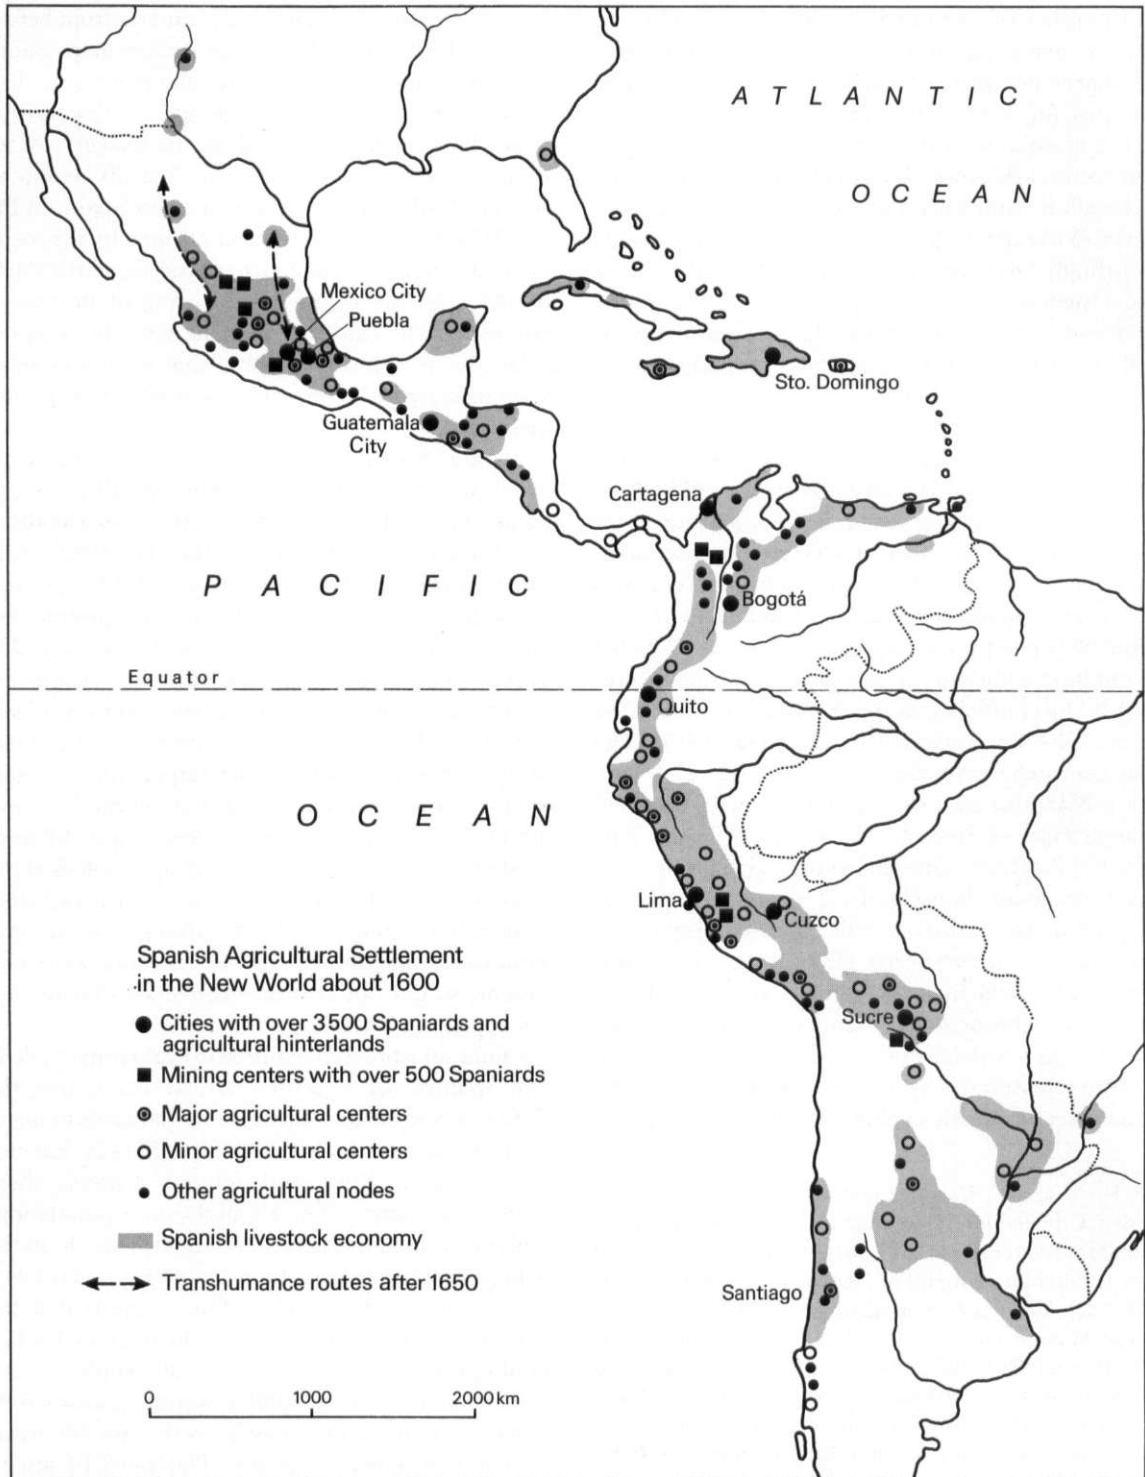 ATLANTIC
OCEAN
Mexico City
Puebla
Sto. Domingo
Guatemala
City
Cartagena
PACIFIC
Bogotá
Equator
Quito
OCEAN
Lima
Cuzco
Spanish Agricultural Settlement
in the New World about 1600
Sucre
Cities with over 3500 Spaniards and
agricultural hinterlands
Mining centers with over 500 Spaniards
Major agricultural centers
Minor agricultural centers
Other agricultural nodes
Spanish livestock economy
Transhumance routes after 1650
Santiago
0 1000 2000 km